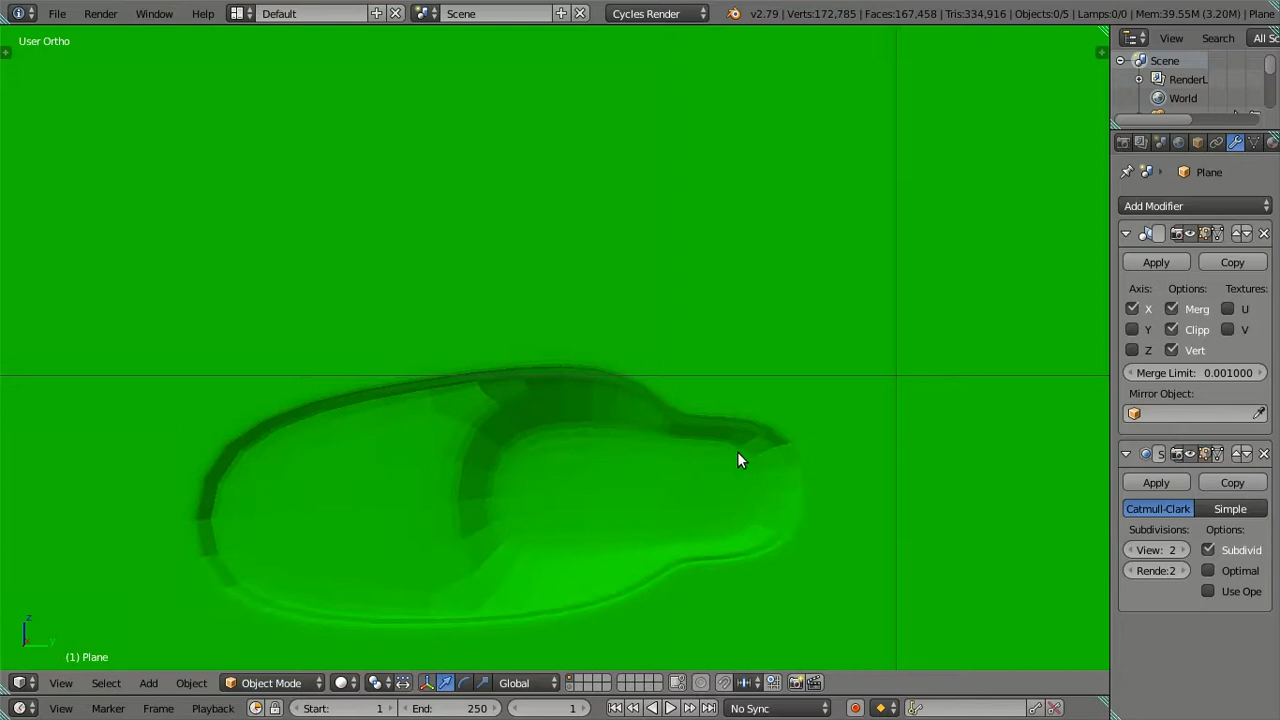 File Render Window Help Default Scene Cycles Render v2.79 | Verts:172,785 | Faces:167,458 | Tris:334,916 | Objects:0/5 | Lamps:0/0 | Mem:39.55M (3.20M) | Plane
User Ortho
View Search All Sc
Scene
RenderL
World
Plane
Add Modifier
Apply Copy
Axis: Options: Textures:
X Merg U
Y Clipp V
Z Vert
Merge Limit: 0.001000
Mirror Object:
S
Apply Copy
Catmull-Clark Simple
Subdivisions: Options:
View: 2 Subdivid
Rende:2 Optimal
Use Ope
z
y
(1) Plane
View Select Add Object Object Mode Global
View Marker Frame Playback Start: 1 End: 250 1 No Sync